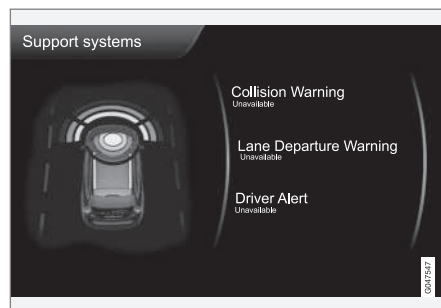 Support systems
Collision Warning
Unavailable
Lane Departure Warning
Unavailable
Driver Alert
Unavailable
G047547